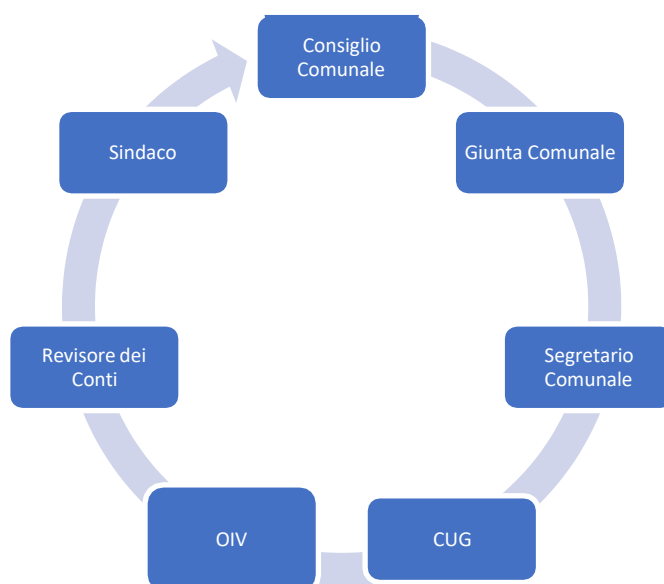 Consiglio
Comunale
Giunta Comunale
Segretario
Comunale
CUG
OIV
Revisore dei
Conti
Sindaco